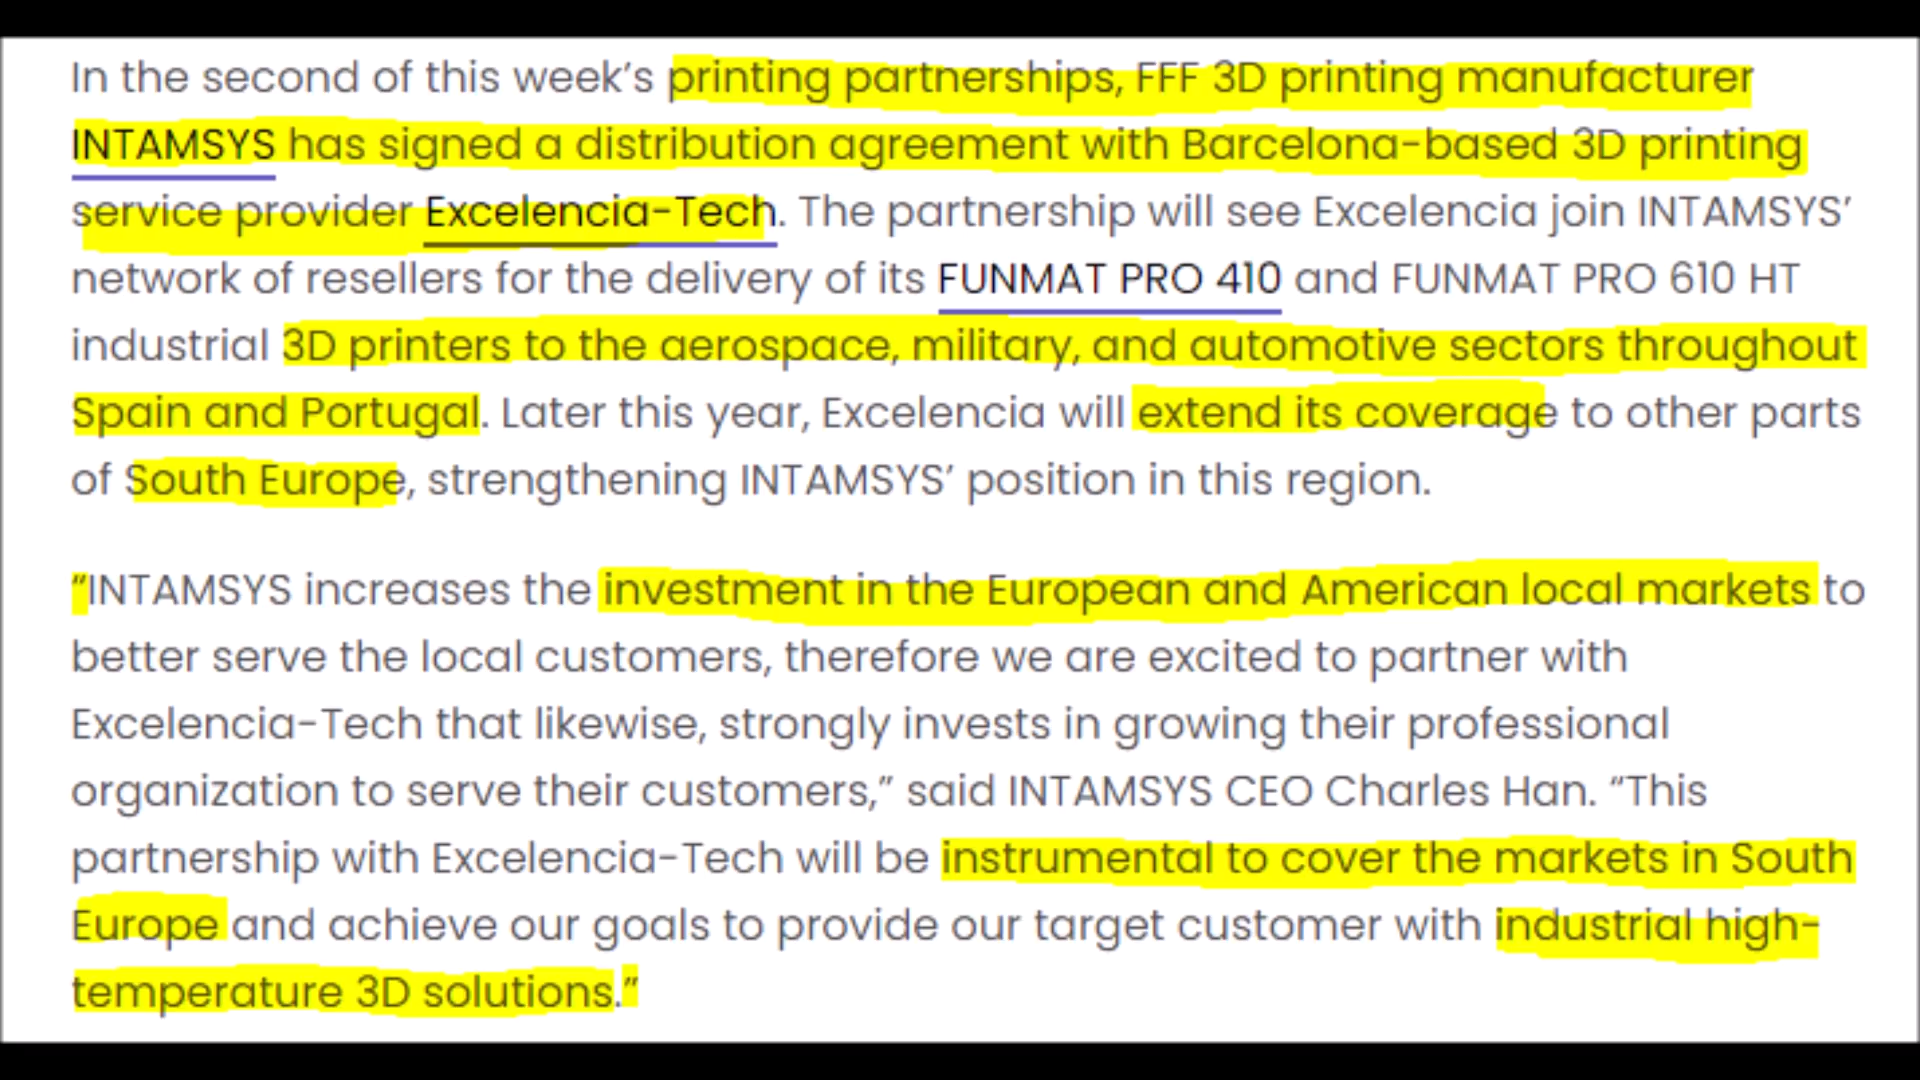 In the second of this week’s printing partnerships, FFF 3D printing manufacturer
INTAMSYS has signed a distribution agreement with Barcelona-based 3D printing
service provider Excelencia-Tech. The partnership will see Excelencia join INTAMSYS’
network of resellers for the delivery of its FUNMAT PRO 410 and FUNMAT PRO 610 HT
industrial 3D printers to the aerospace, military, and automotive sectors throughout
Spain and Portugal. Later this year, Excelencia will extend its coverage to other parts
of South Europe, strengthening INTAMSYS’ position in this region.
“INTAMSYS increases the investment in the European and American local markets to
better serve the local customers, therefore we are excited to partner with
Excelencia-Tech that likewise, strongly invests in growing their professional
organization to serve their customers,” said INTAMSYS CEO Charles Han. “This
partnership with Excelencia-Tech will be instrumental to cover the markets in South
Europe and achieve our goals to provide our target customer with industrial high-
temperature 3D solutions.”